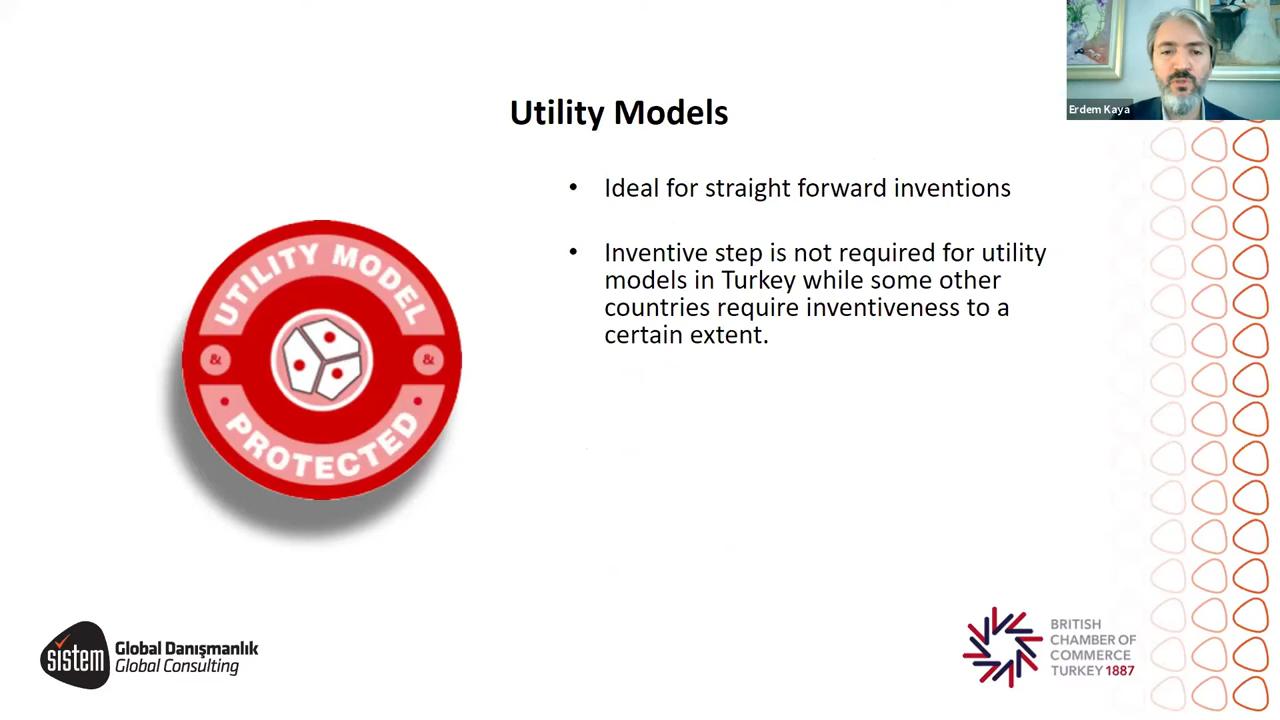 Erdem Kaya
Utility Models
• Ideal for straight forward inventions
• Inventive step is not required for utility
models in Turkey while some other
countries require inventiveness to a
certain extent.
UTILITY MODEL
& &
PROTECTED
sistem
Global Danışmanlık
Global Consulting
BRITISH
CHAMBER OF
COMMERCE
TURKEY 1887